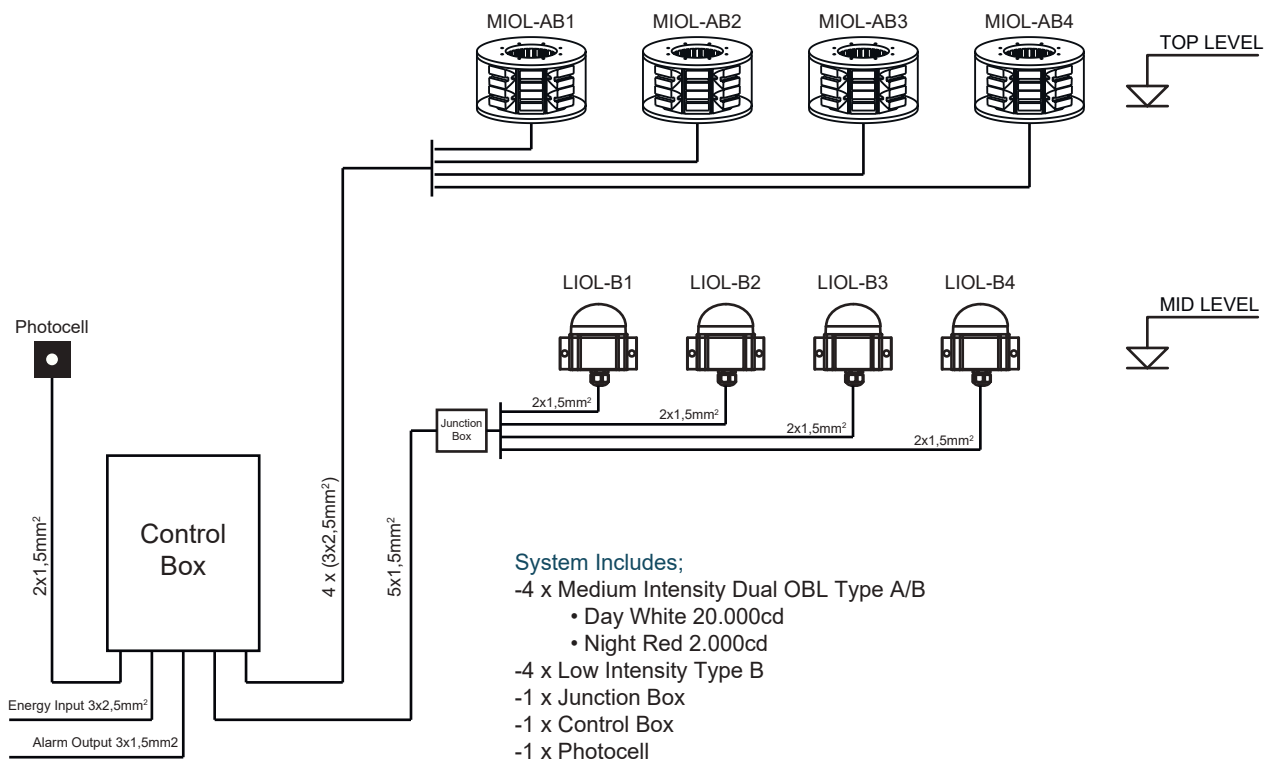 MIOL-AB1
MIOL-AB2
MIOL-AB3
MIOL-AB4
TOP LEVEL
LIOL-B1
LIOL-B2
LIOL-B3
LIOL-B4
MID LEVEL
Photocell
2x1,5mm²
2x1,5mm²
2x1,5mm²
2x1,5mm²
Junction
Box
Control
Box
2x1,5mm²
4 x (3x2,5mm²)
5x1,5mm²
Energy Input 3x2,5mm²
Alarm Output 3x1,5mm2
System Includes;
-4 x Medium Intensity Dual OBL Type A/B
• Day White 20.000cd
• Night Red 2.000cd
-4 x Low Intensity Type B
-1 x Junction Box
-1 x Control Box
-1 x Photocell